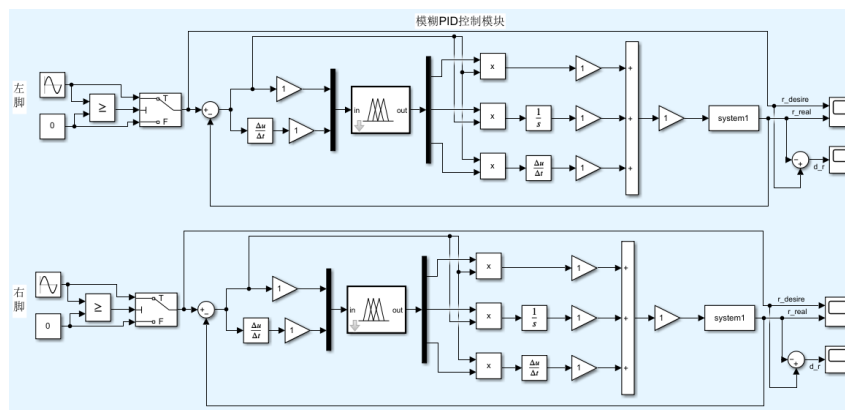 模糊PID控制模块
左脚
≥
0
T
F
+
−
1
Δu
Δt
1
in
out
x
x
x
1
s
Δu
Δt
1
1
1
+
+
+
1
system1
r_desire
r_real
−
+
d_r
右脚
≥
0
T
F
+
−
1
Δu
Δt
1
in
out
x
x
x
1
s
Δu
Δt
1
1
1
+
+
+
1
system1
r_desire
r_real
−
+
d_r